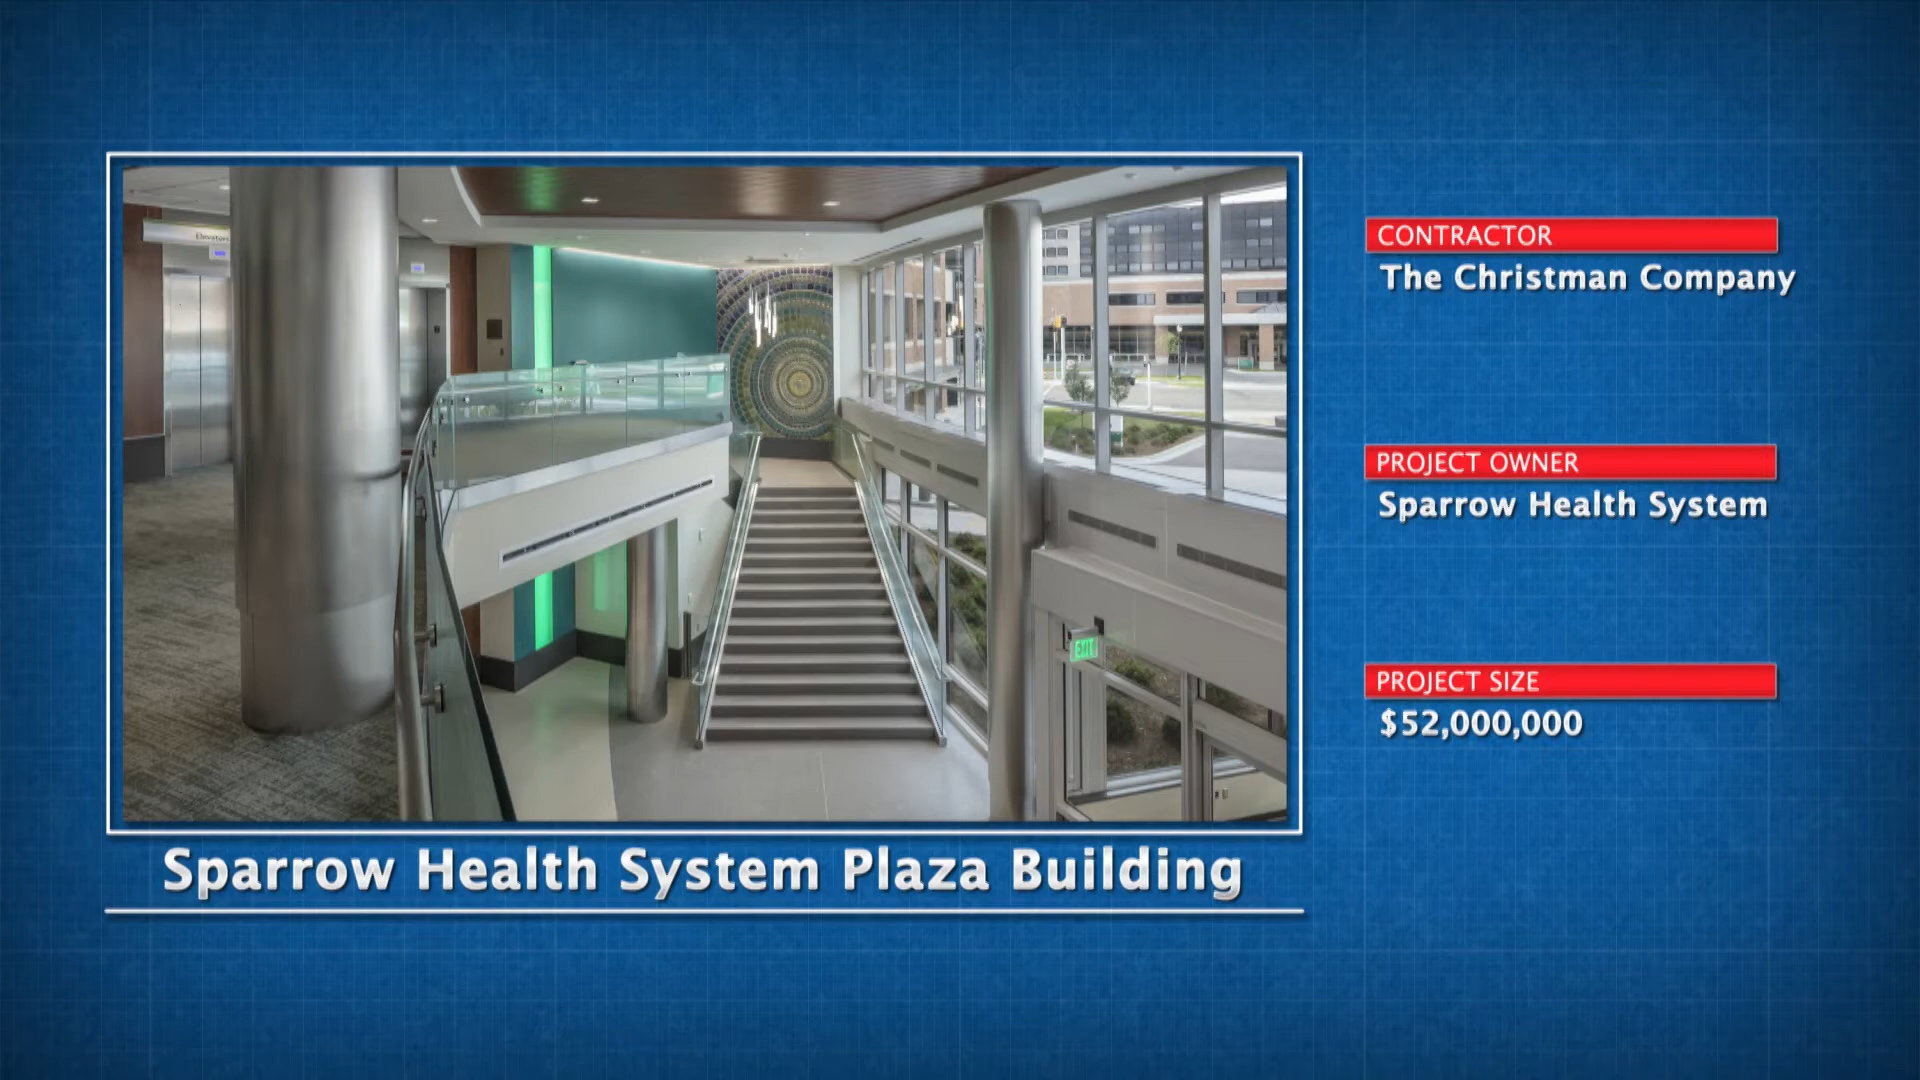 Elevators
EXIT
Sparrow Health System Plaza Building
CONTRACTOR
The Christman Company
PROJECT OWNER
Sparrow Health System
PROJECT SIZE
$52,000,000